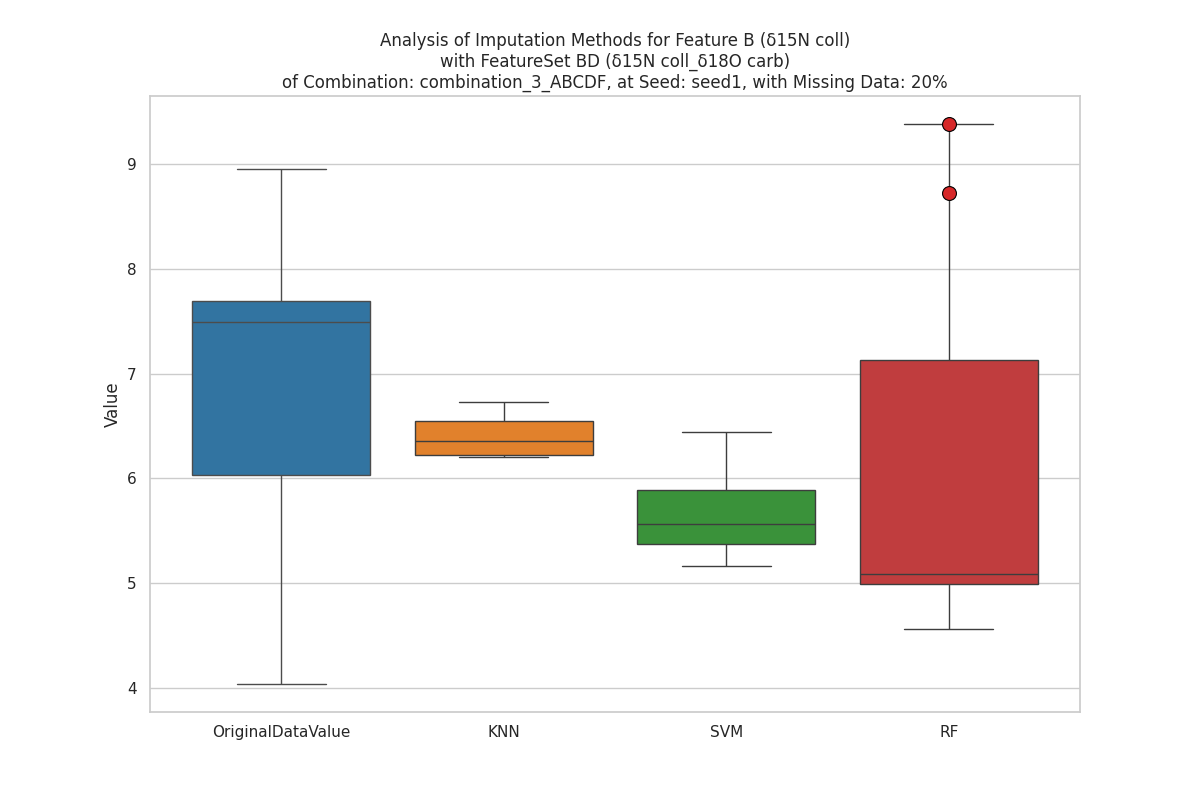 Analysis of Imputation Methods for Feature B (δ15N coll)
with FeatureSet BD (δ15N coll_δ18O carb)
of Combination: combination_3_ABCDF, at Seed: seed1, with Missing Data: 20%
9
8
7
6
5
4
Value
OriginalDataValue
KNN
SVM
RF